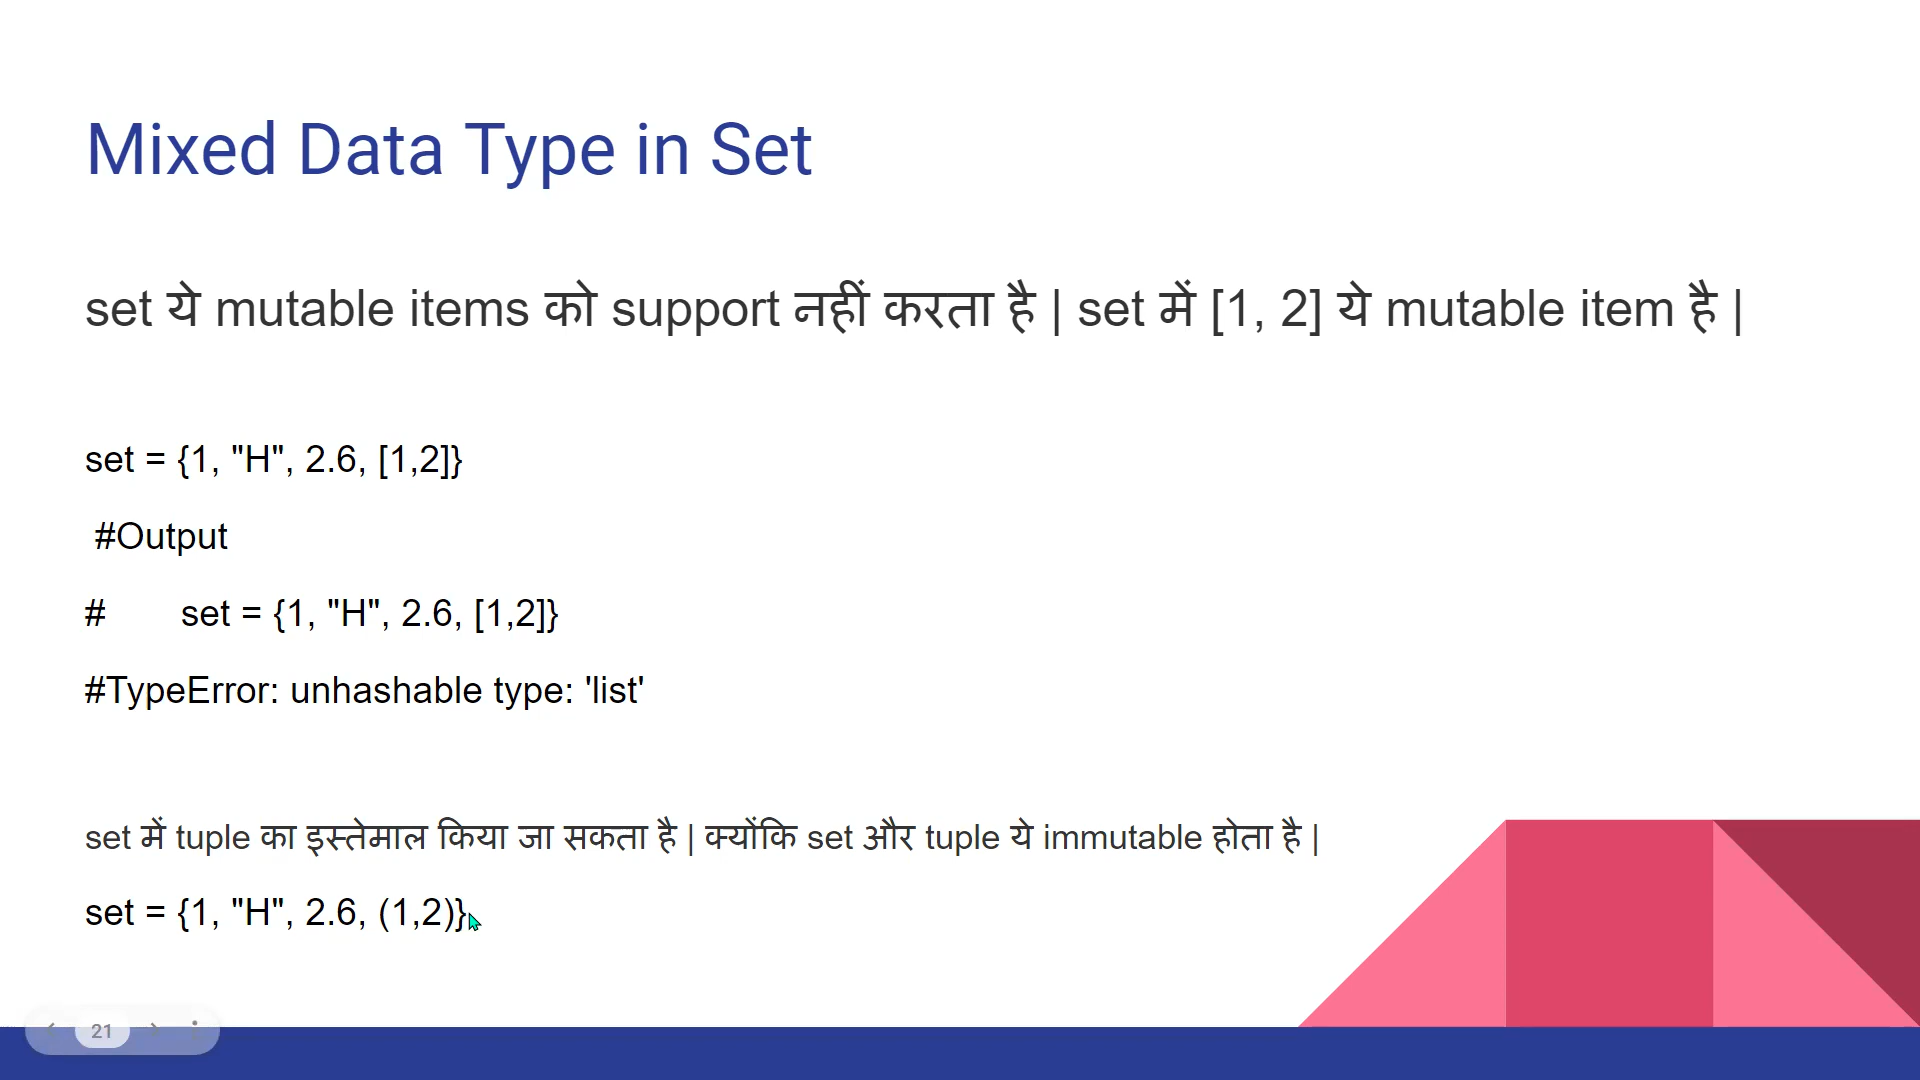 Mixed Data Type in Set
set ये mutable items को support नहीं करता है | set में [1, 2] ये mutable item है |
set = {1, "H", 2.6, [1,2]}
#Output
# set = {1, "H", 2.6, [1,2]}
#TypeError: unhashable type: 'list'
set में tuple का इस्तेमाल किया जा सकता है | क्योंकि set और tuple ये immutable होता है |
set = {1, "H", 2.6, (1,2)}
21